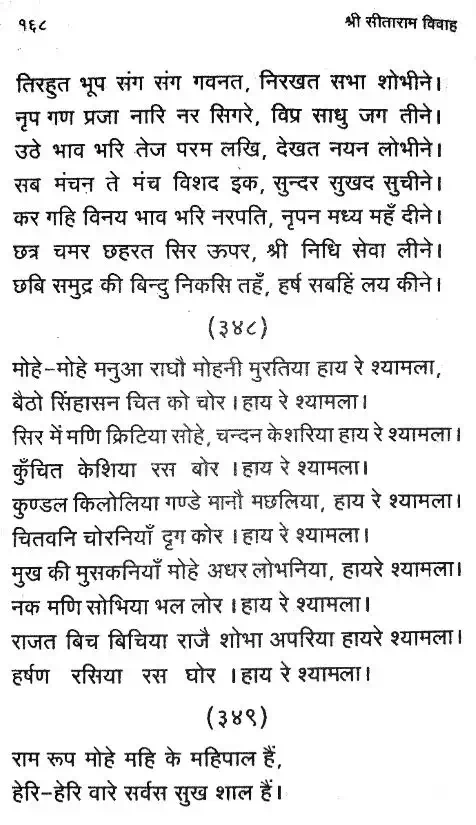 १६८ श्री सीताराम विवाह
तिरहुत भूप संग संग गवनत, निरखत सभा शोभीने।
नृप गण प्रजा नारि नर सिगरे, विप्र साधु जग तीने।
उठे भाव भरि तेज परम लखि, देखत नयन लोभीने।
सब मंचन ते मंच विशद इक, सुन्दर सुखद सुचीने।
कर गहि विनय भाव भरि नरपति, नृपन मध्य महँ दीने।
छत्र चमर छहरत सिर ऊपर, श्री निधि सेवा लीने।
छबि समुद्र की बिन्दु निकसि तहँ, हर्ष सबहिं लय कीने।
(३४८)
मोहे-मोहे मनुआ राघौ मोहनी मुरतिया हाय रे श्यामला,
बैठो सिंहासन चित को चोर ।हाय रे श्यामला।
सिर में मणि क्रिटिया सोहे, चन्दन केशरिया हाय रे श्यामला।
कुँचित केशिया रस बोर ।हाय रे श्यामला।
कुण्डल किलोलिया गण्डे मानौ मछलिया, हाय रे श्यामला।
चितवनि चोरनियाँ दृग कोर ।हाय रे श्यामला।
मुख की मुसकनियाँ मोहे अधर लोभनिया, हायरे श्यामला।
नक मणि सोभिया भल लोर ।हाय रे श्यामला।
राजत बिच बिचिया राजै शोभा अपरिया हायरे श्यामला।
हर्षण रसिया रस घोर ।हाय रे श्यामला।
(३४९)
राम रूप मोहे महि के महिपाल हैं,
हेरि-हेरि वारे सर्वस सुख शाल हैं।